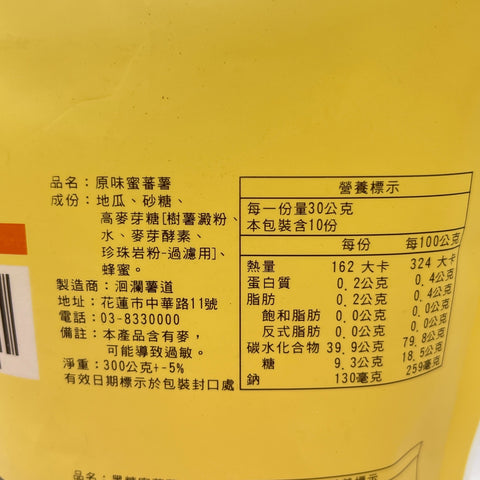 品名：原味蜜蕃薯
成份：地瓜、砂糖、
高麥芽糖[樹薯澱粉、
水、麥芽酵素、
珍珠岩粉-過濾用]、
蜂蜜。
製造商：洄瀾薯道
地址：花蓮市中華路11號
電話：03-8330000
備註：本產品含有麥，
可能導致過敏。
淨重：300公克+-5%
有效日期標示於包裝封口處
營養標示
每一份量30公克
本包裝含10份
每份 每100公克
熱量 162 大卡 324 大卡
蛋白質 0.2公克 0.4公克
脂肪 0.2公克 0.4公克
飽和脂肪 0.0公克 0.0公克
反式脂肪 0.0公克 0.0公克
碳水化合物 39.9公克 79.8公克
糖 9.3公克 18.5公克
鈉 130毫克 259毫克
品名：黑糖蜜